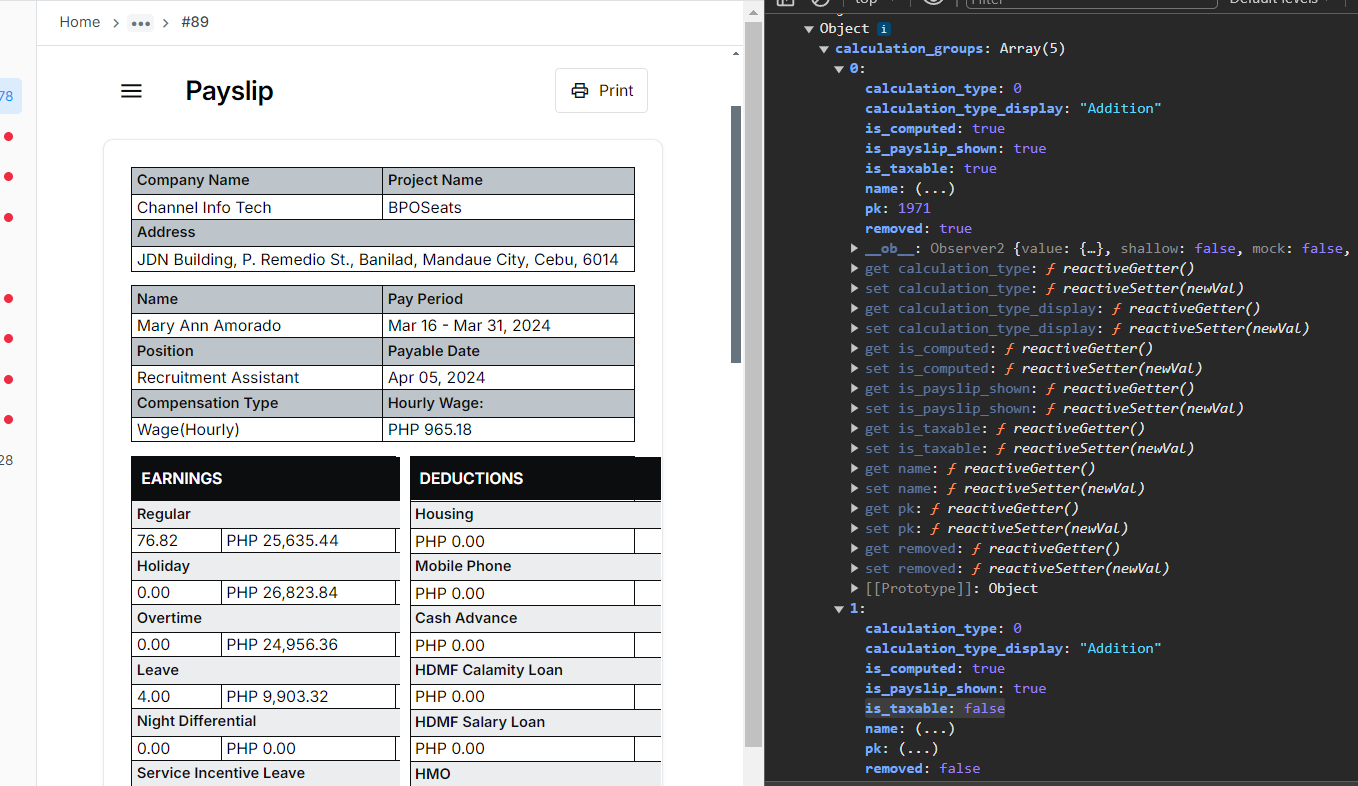 Home > ••• > #89
78
28
Payslip
Print
Company Name Project Name
Channel Info Tech BPOSeats
Address
JDN Building, P. Remedio St., Banilad, Mandaue City, Cebu, 6014
Name Pay Period
Mary Ann Amorado Mar 16 - Mar 31, 2024
Position Payable Date
Recruitment Assistant Apr 05, 2024
Compensation Type Hourly Wage:
Wage(Hourly) PHP 965.18
EARNINGS
Regular
76.82 PHP 25,635.44
Holiday
0.00 PHP 26,823.84
Overtime
0.00 PHP 24,956.36
Leave
4.00 PHP 9,903.32
Night Differential
0.00 PHP 0.00
Service Incentive Leave
DEDUCTIONS
Housing
PHP 0.00
Mobile Phone
PHP 0.00
Cash Advance
PHP 0.00
HDMF Calamity Loan
PHP 0.00
HDMF Salary Loan
PHP 0.00
HMO
top Filter Default levels
Object i
calculation_groups: Array(5)
0:
calculation_type: 0
calculation_type_display: "Addition"
is_computed: true
is_payslip_shown: true
is_taxable: true
name: (...)
pk: 1971
removed: true
__ob__: Observer2 {value: {…}, shallow: false, mock: false,
get calculation_type: ƒ reactiveGetter()
set calculation_type: ƒ reactiveSetter(newVal)
get calculation_type_display: ƒ reactiveGetter()
set calculation_type_display: ƒ reactiveSetter(newVal)
get is_computed: ƒ reactiveGetter()
set is_computed: ƒ reactiveSetter(newVal)
get is_payslip_shown: ƒ reactiveGetter()
set is_payslip_shown: ƒ reactiveSetter(newVal)
get is_taxable: ƒ reactiveGetter()
set is_taxable: ƒ reactiveSetter(newVal)
get name: ƒ reactiveGetter()
set name: ƒ reactiveSetter(newVal)
get pk: ƒ reactiveGetter()
set pk: ƒ reactiveSetter(newVal)
get removed: ƒ reactiveGetter()
set removed: ƒ reactiveSetter(newVal)
[[Prototype]]: Object
1:
calculation_type: 0
calculation_type_display: "Addition"
is_computed: true
is_payslip_shown: true
is_taxable: false
name: (...)
pk: (...)
removed: false